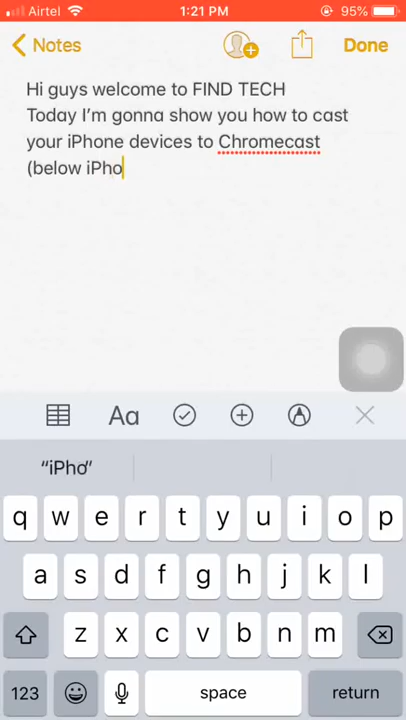 Airtel 1:21 PM 95%
Notes Done
Hi guys welcome to FIND TECH
Today I'm gonna show you how to cast
your iPhone devices to Chromecast
(below iPho
Aa
“iPho”
q w e r t y u i o p
a s d f g h j k l
z x c v b n m
123 space return